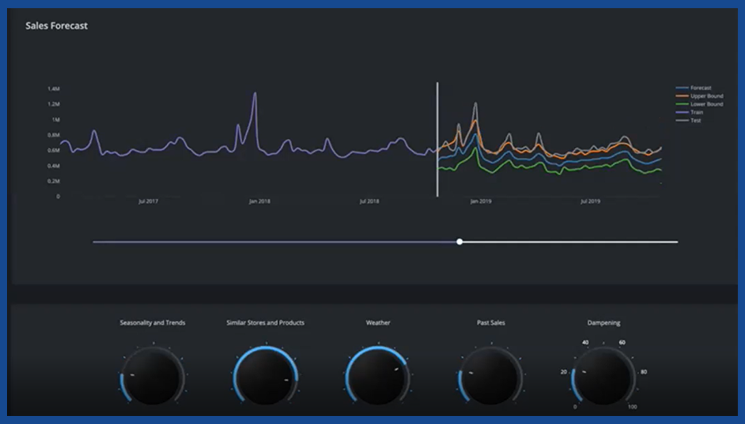 Sales Forecast
1.4M
1.2M
1M
0.8M
0.6M
0.4M
0.2M
0
Jul 2017
Jan 2018
Jul 2018
Jan 2019
Jul 2019
Forecast
Upper Bound
Lower Bound
Train
Test
Seasonality and Trends
Similar Stores and Products
Weather
Past Sales
Dampening
40 60
20 80
0 100